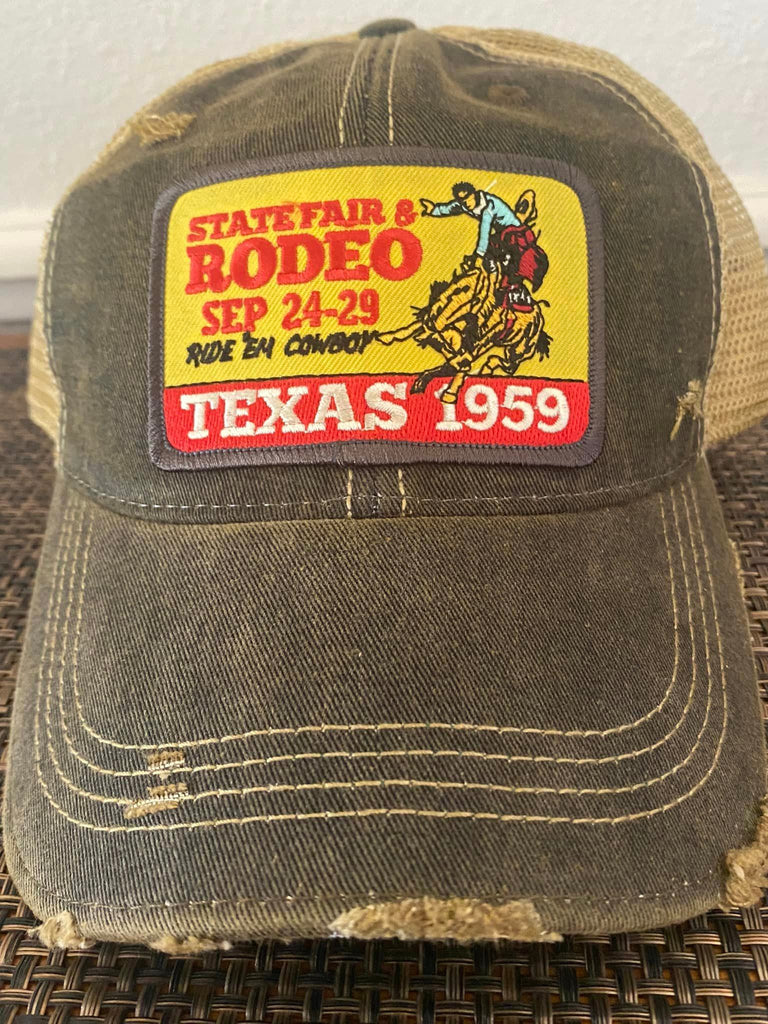 STATE FAIR &
RODEO
SEP 24-29
RIDE 'EM COWBOY
TEXAS 1959